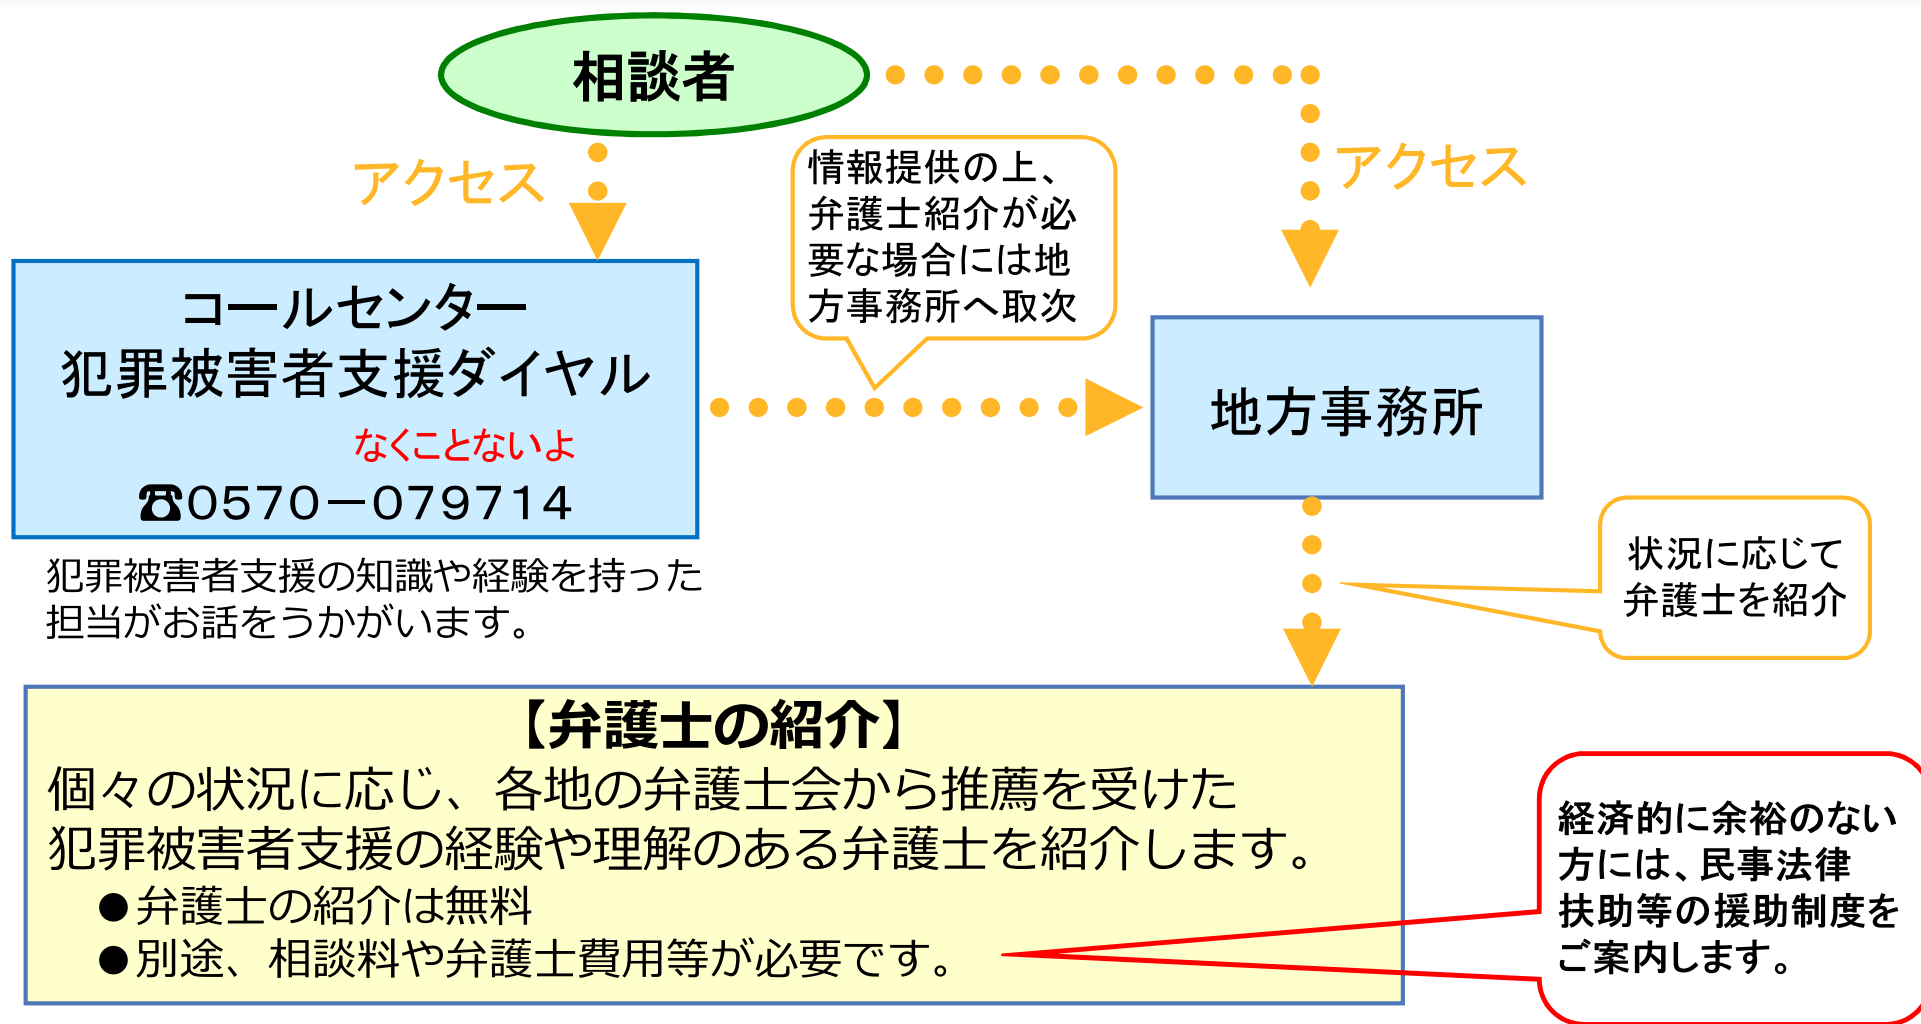 相談者
アクセス
アクセス
情報提供の上、
弁護士紹介が必
要な場合には地
方事務所へ取次
コールセンター
犯罪被害者支援ダイヤル
なくことないよ
☎0570－079714
犯罪被害者支援の知識や経験を持った
担当がお話をうかがいます。
地方事務所
状況に応じて
弁護士を紹介
【弁護士の紹介】
個々の状況に応じ、各地の弁護士会から推薦を受けた
犯罪被害者支援の経験や理解のある弁護士を紹介します。
●弁護士の紹介は無料
●別途、相談料や弁護士費用等が必要です。
経済的に余裕のない
方には、民事法律
扶助等の援助制度を
ご案内します。